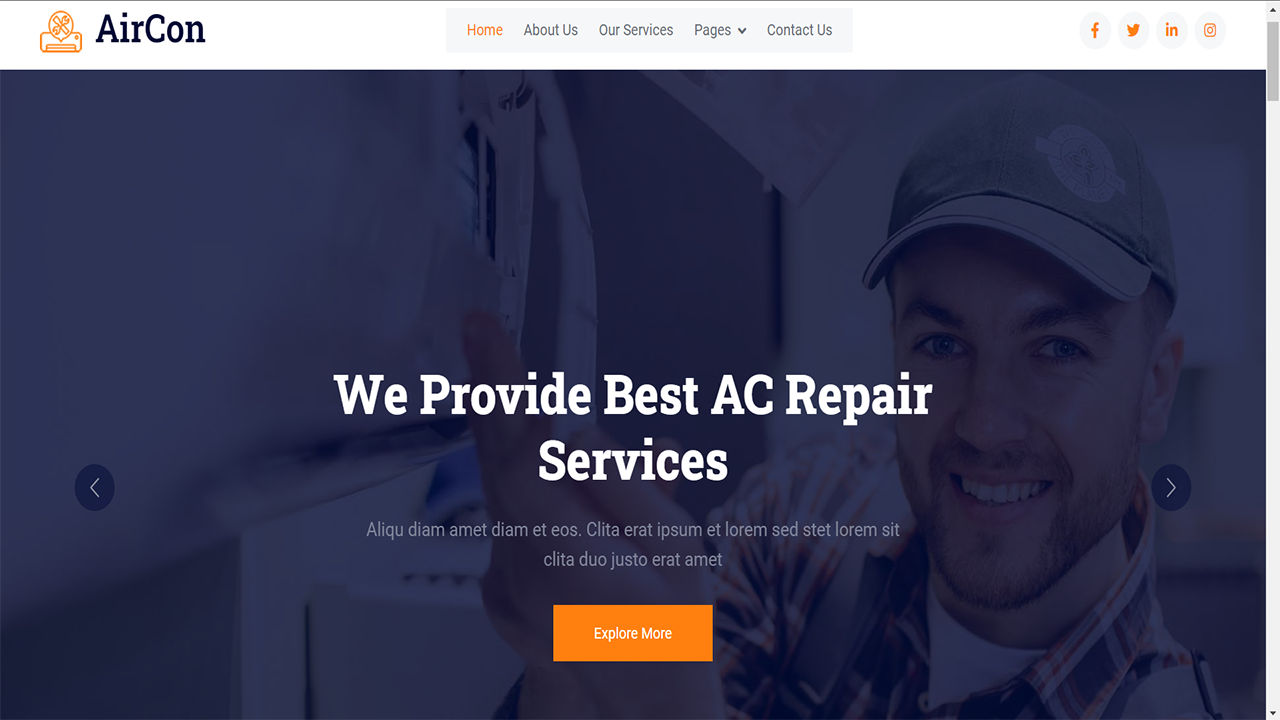 AirCon
Home About Us Our Services Pages Contact Us
We Provide Best AC Repair
Services
Aliqu diam amet diam et eos. Clita erat ipsum et lorem sed stet lorem sit
clita duo justo erat amet
Explore More